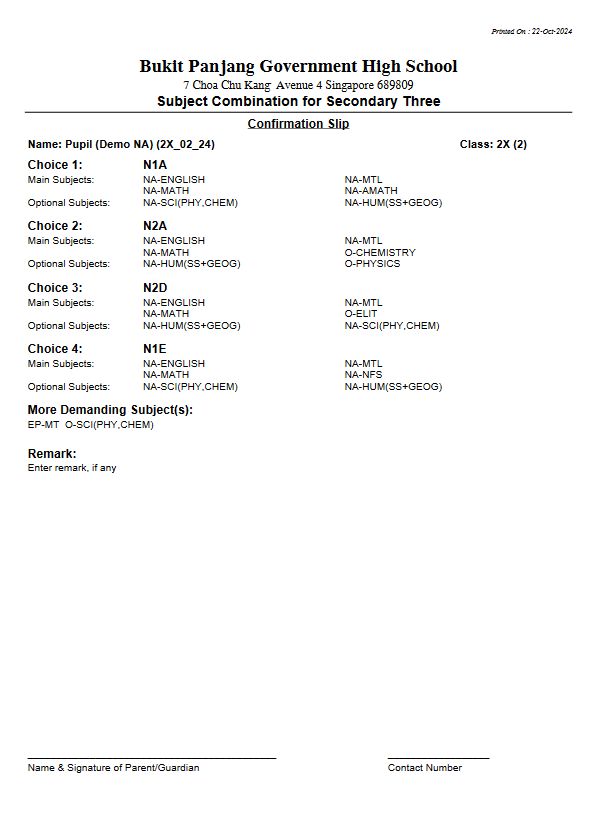 Printed On : 22-Oct-2024
Bukit Panjang Government High School
7 Choa Chu Kang Avenue 4 Singapore 689809
Subject Combination for Secondary Three
Confirmation Slip
Name: Pupil (Demo NA) (2X_02_24) Class: 2X (2)
Choice 1: N1A
Main Subjects: NA-ENGLISH NA-MTL
NA-MATH NA-AMATH
Optional Subjects: NA-SCI(PHY,CHEM) NA-HUM(SS+GEOG)
Choice 2: N2A
Main Subjects: NA-ENGLISH NA-MTL
NA-MATH O-CHEMISTRY
Optional Subjects: NA-HUM(SS+GEOG) O-PHYSICS
Choice 3: N2D
Main Subjects: NA-ENGLISH NA-MTL
NA-MATH O-ELIT
Optional Subjects: NA-HUM(SS+GEOG) NA-SCI(PHY,CHEM)
Choice 4: N1E
Main Subjects: NA-ENGLISH NA-MTL
NA-MATH NA-NFS
Optional Subjects: NA-SCI(PHY,CHEM) NA-HUM(SS+GEOG)
More Demanding Subject(s):
EP-MT O-SCI(PHY,CHEM)
Remark:
Enter remark, if any
Name & Signature of Parent/Guardian Contact Number